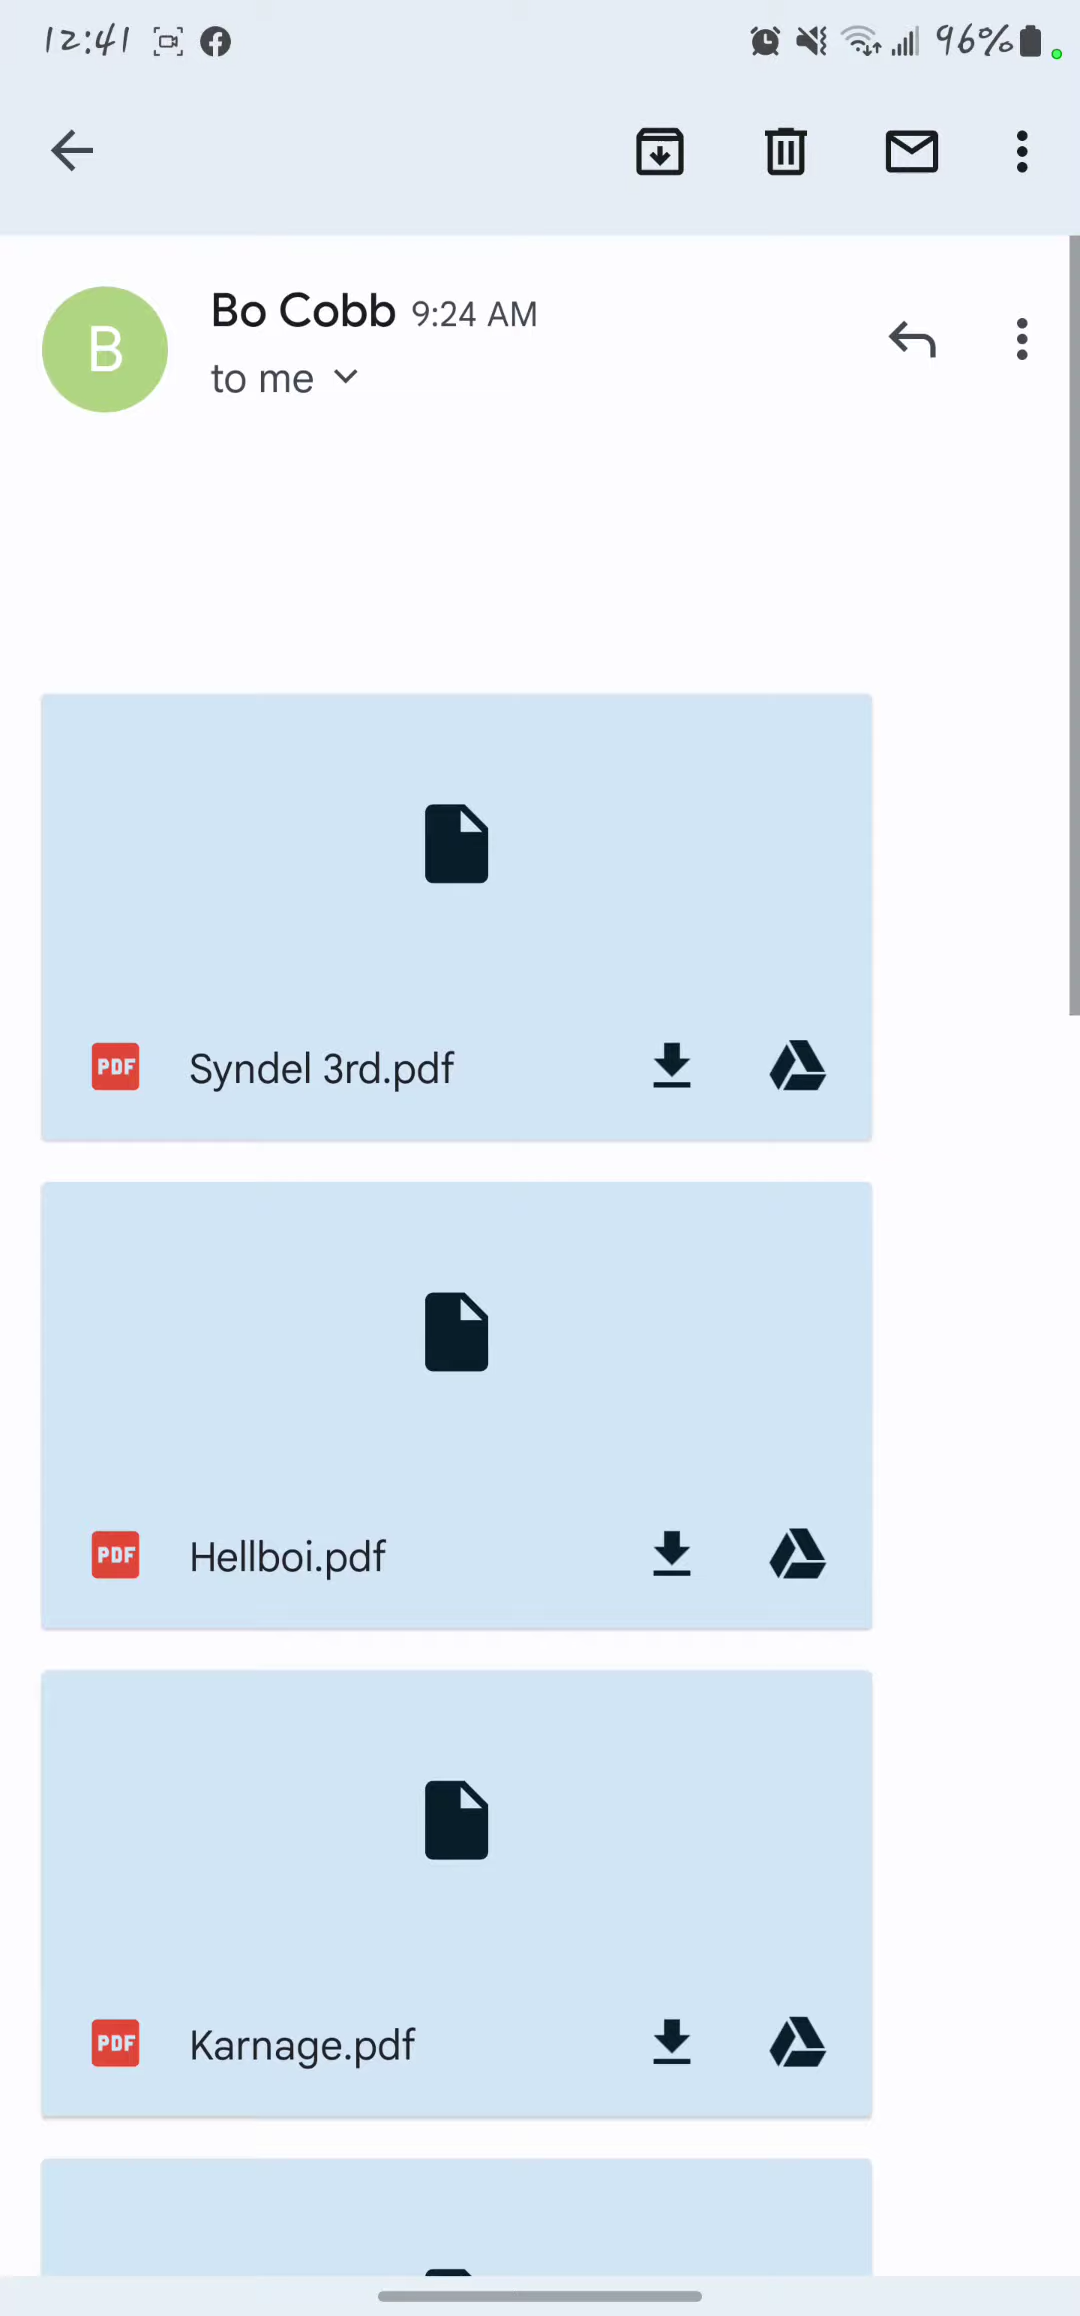 12:41 96%
B
Bo Cobb 9:24 AM
to me
PDF Syndel 3rd.pdf
PDF Hellboi.pdf
PDF Karnage.pdf